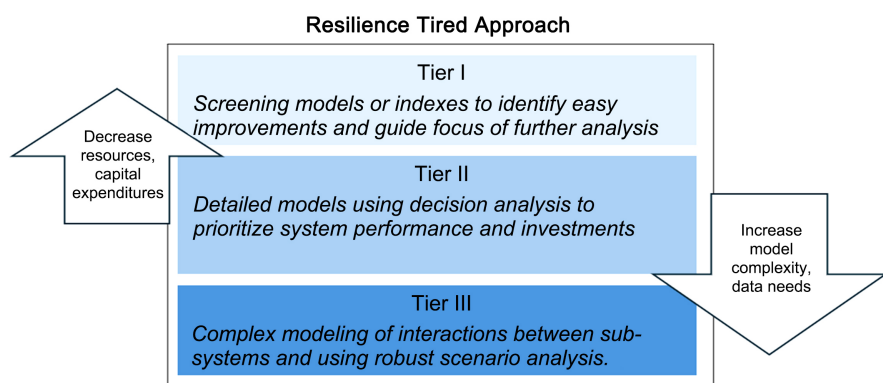 Resilience Tired Approach
Tier I
Screening models or indexes to identify easy
improvements and guide focus of further analysis
Decrease
resources,
capital
expenditures
Tier II
Detailed models using decision analysis to
prioritize system performance and investments
Increase
model
complexity,
data needs
Tier III
Complex modeling of interactions between sub-
systems and using robust scenario analysis.